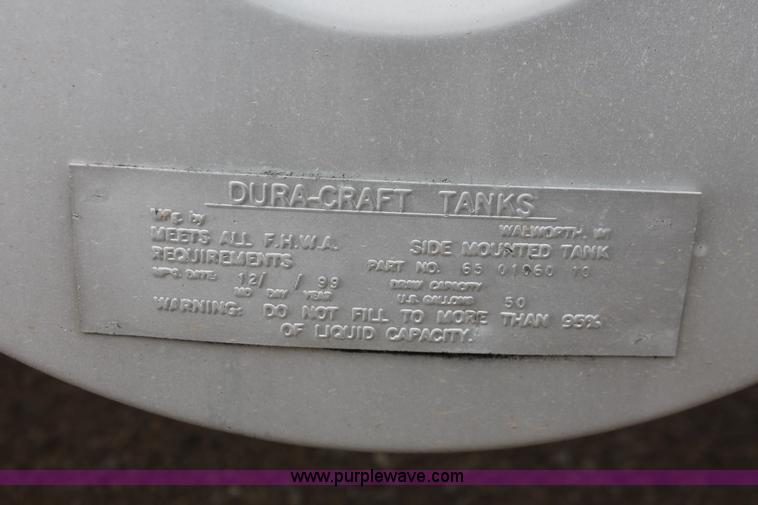 DURA-CRAFT TANKS
Mfg. by WALWORTH, WI
MEETS ALL F.H.W.A. SIDE MOUNTED TANK
REQUIREMENTS PART NO. 65 01060 10
MFG. DATE: 12/ / 99 DRAW CAPACITY
MO DAY YEAR U.S. GALLONS 50
WARNING: DO NOT FILL TO MORE THAN 95%
OF LIQUID CAPACITY.
www.purplewave.com